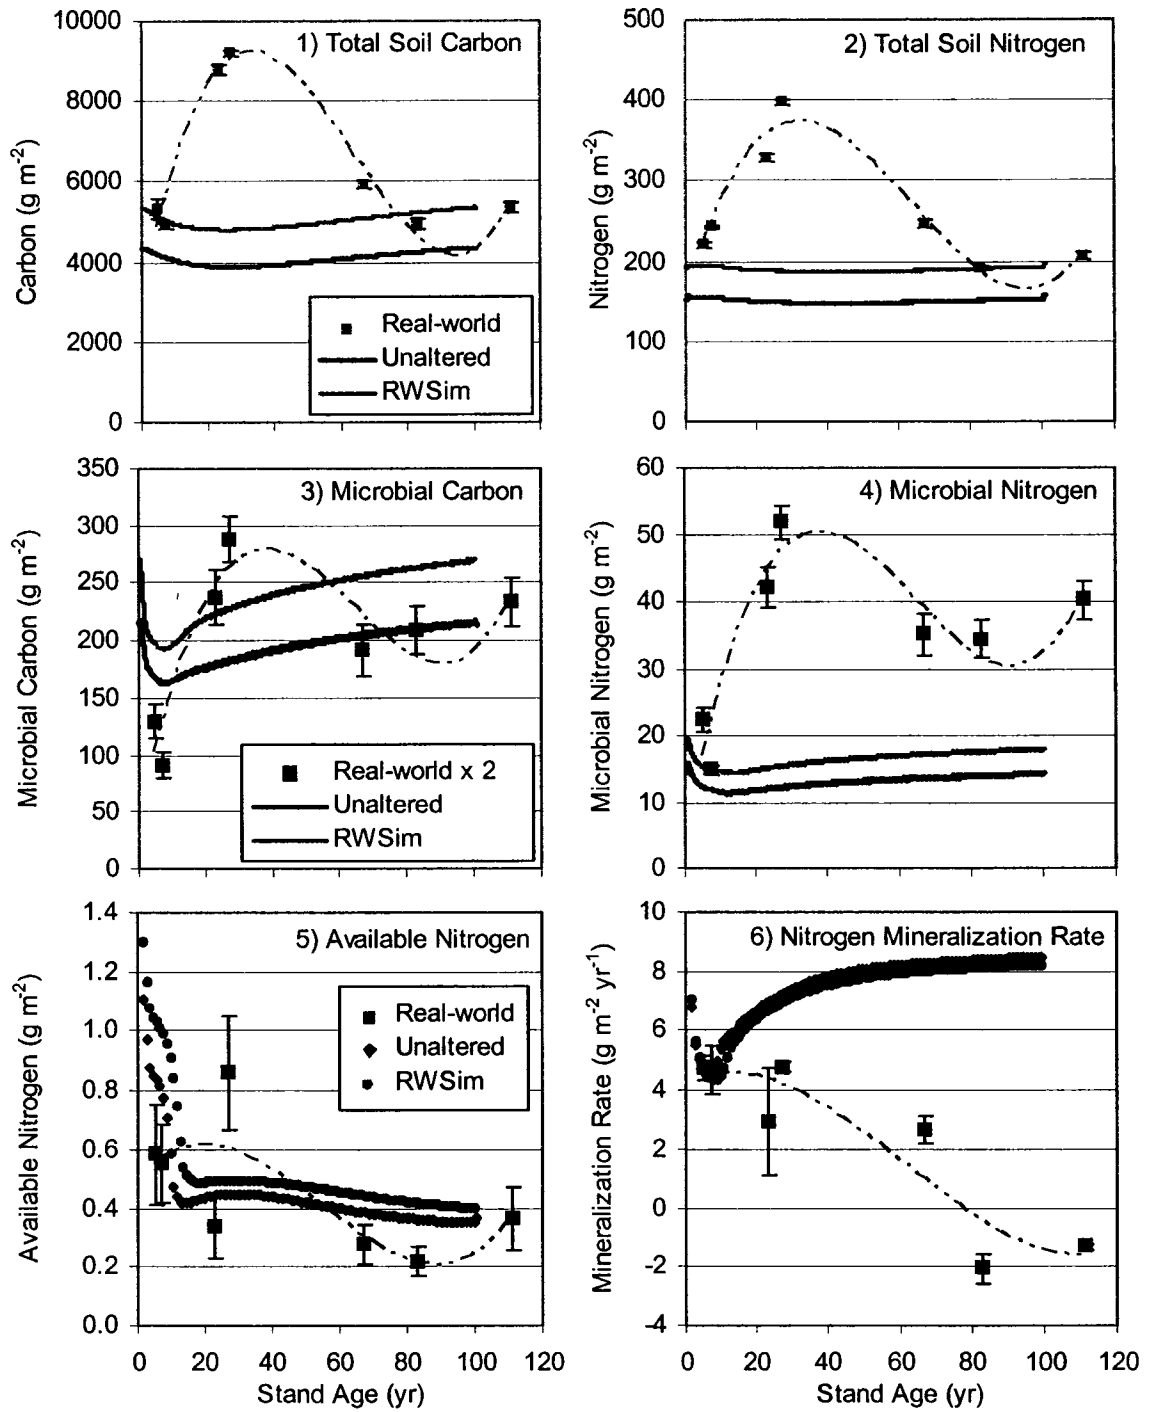 1) Total Soil Carbon
Carbon (g m-2)
10000
8000
6000
4000
2000
0
Real-world
Unaltered
RWSim
2) Total Soil Nitrogen
Nitrogen (g m-2)
500
400
300
200
100
0
3) Microbial Carbon
Microbial Carbon (g m-2)
350
300
250
200
150
100
50
0
Real-world x 2
Unaltered
RWSim
4) Microbial Nitrogen
Microbial Nitrogen (g m-2)
60
50
40
30
20
10
0
5) Available Nitrogen
Available Nitrogen (g m-2)
1.4
1.2
1.0
0.8
0.6
0.4
0.2
0.0
Real-world
Unaltered
RWSim
0 20 40 60 80 100 120
Stand Age (yr)
6) Nitrogen Mineralization Rate
Mineralization Rate (g m-2 yr-1)
10
8
6
4
2
0
-2
-4
0 20 40 60 80 100 120
Stand Age (yr)